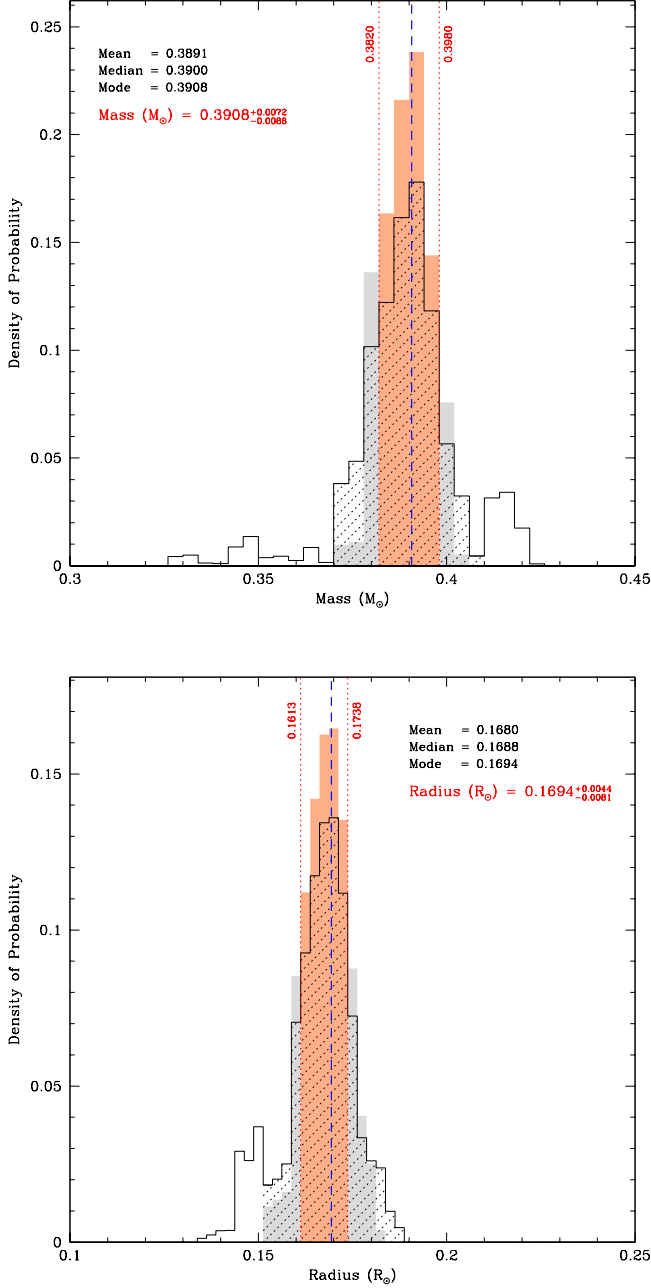 0.25
0.3820
0.3980
Mean = 0.3891
Median = 0.3900
Mode = 0.3908
Mass (M⊙) = 0.3908+0.0072 −0.0088
0.2
0.15
0.1
0.05
0
Density of Probability
0.3 0.35 0.4 0.45
Mass (M⊙)
0.1613
0.1738
Mean = 0.1680
Median = 0.1688
Mode = 0.1694
Radius (R⊙) = 0.1694+0.0044 −0.0081
0.15
0.1
0.05
0
Density of Probability
0.1 0.15 0.2 0.25
Radius (R⊙)